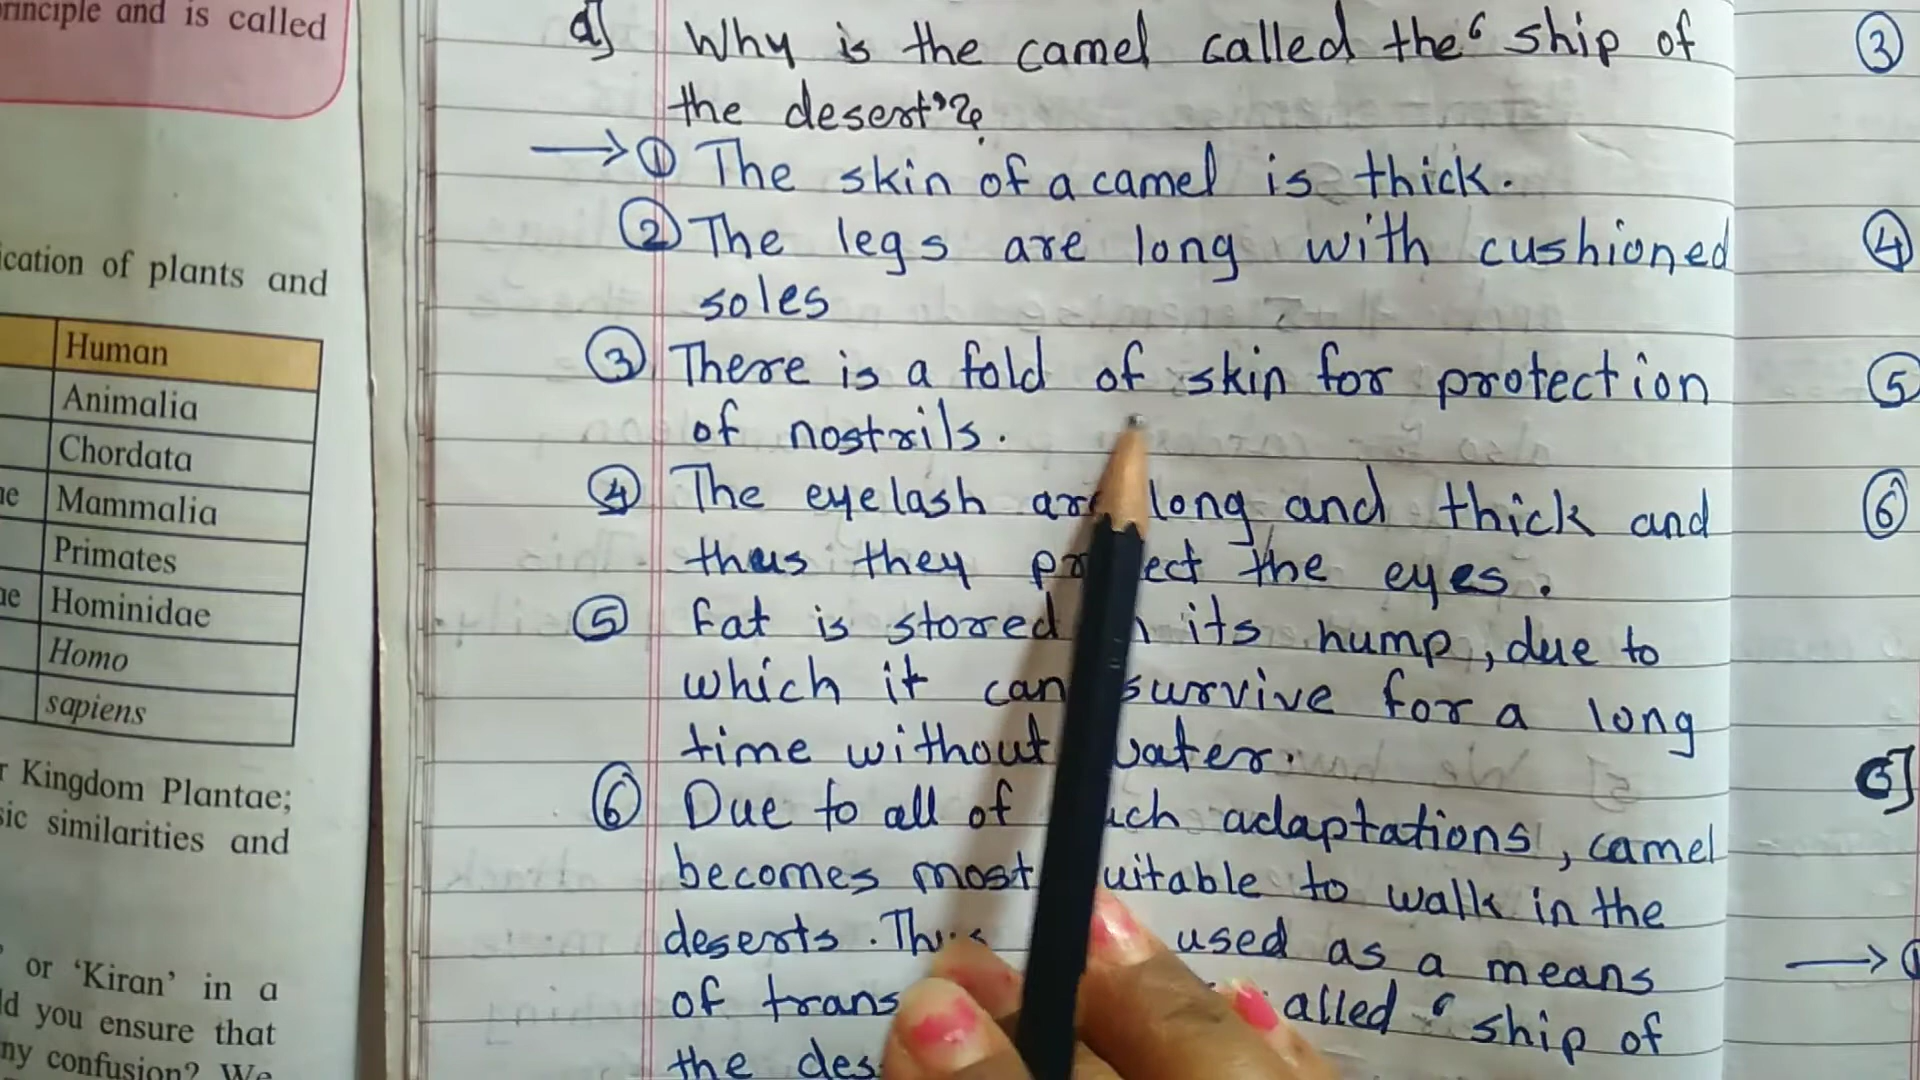 rinciple and is called
ication of plants and
Human
Animalia
Chordata
Mammalia
Primates
Hominidae
Homo
sapiens
Kingdom Plantae;
similarities and
or ‘Kiran’ in a
you ensure that
confusion? We
a] Why is the camel called the ‘ ship of
the desert’?
→ ① The skin of a camel is thick.
② The legs are long with cushioned
soles
③ There is a fold of skin for protection
of nostrils.
④ The eyelash are long and thick and
thus they pr ect the eyes.
⑤ Fat is stored its hump, due to
which it can survive for a long
time without water.
⑥ Due to all of uch adaptations, camel
becomes most uitable to walk in the
deserts. used as a means
of trans alled ‘ ship of
the des
③
④
⑤
⑥
→